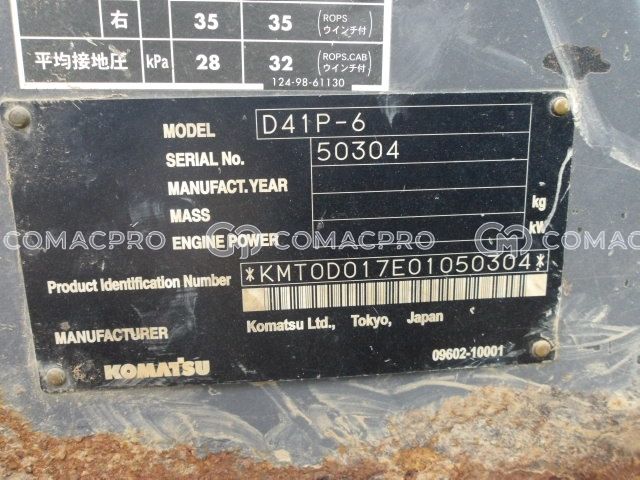 右 35 35 (ROPS ウインチ付)
平均接地圧 kPa 28 32 (ROPS.CAB ウインチ付)
124-98-61130
MODEL D41P-6
SERIAL No. 50304
MANUFACT.YEAR
MASS kg
ENGINE POWER kW
COMACPRO COMACPRO COMACPRO
Product Identification Number *KMT0D017E01050304*
MANUFACTURER Komatsu Ltd., Tokyo, Japan
KOMATSU 09602-10001